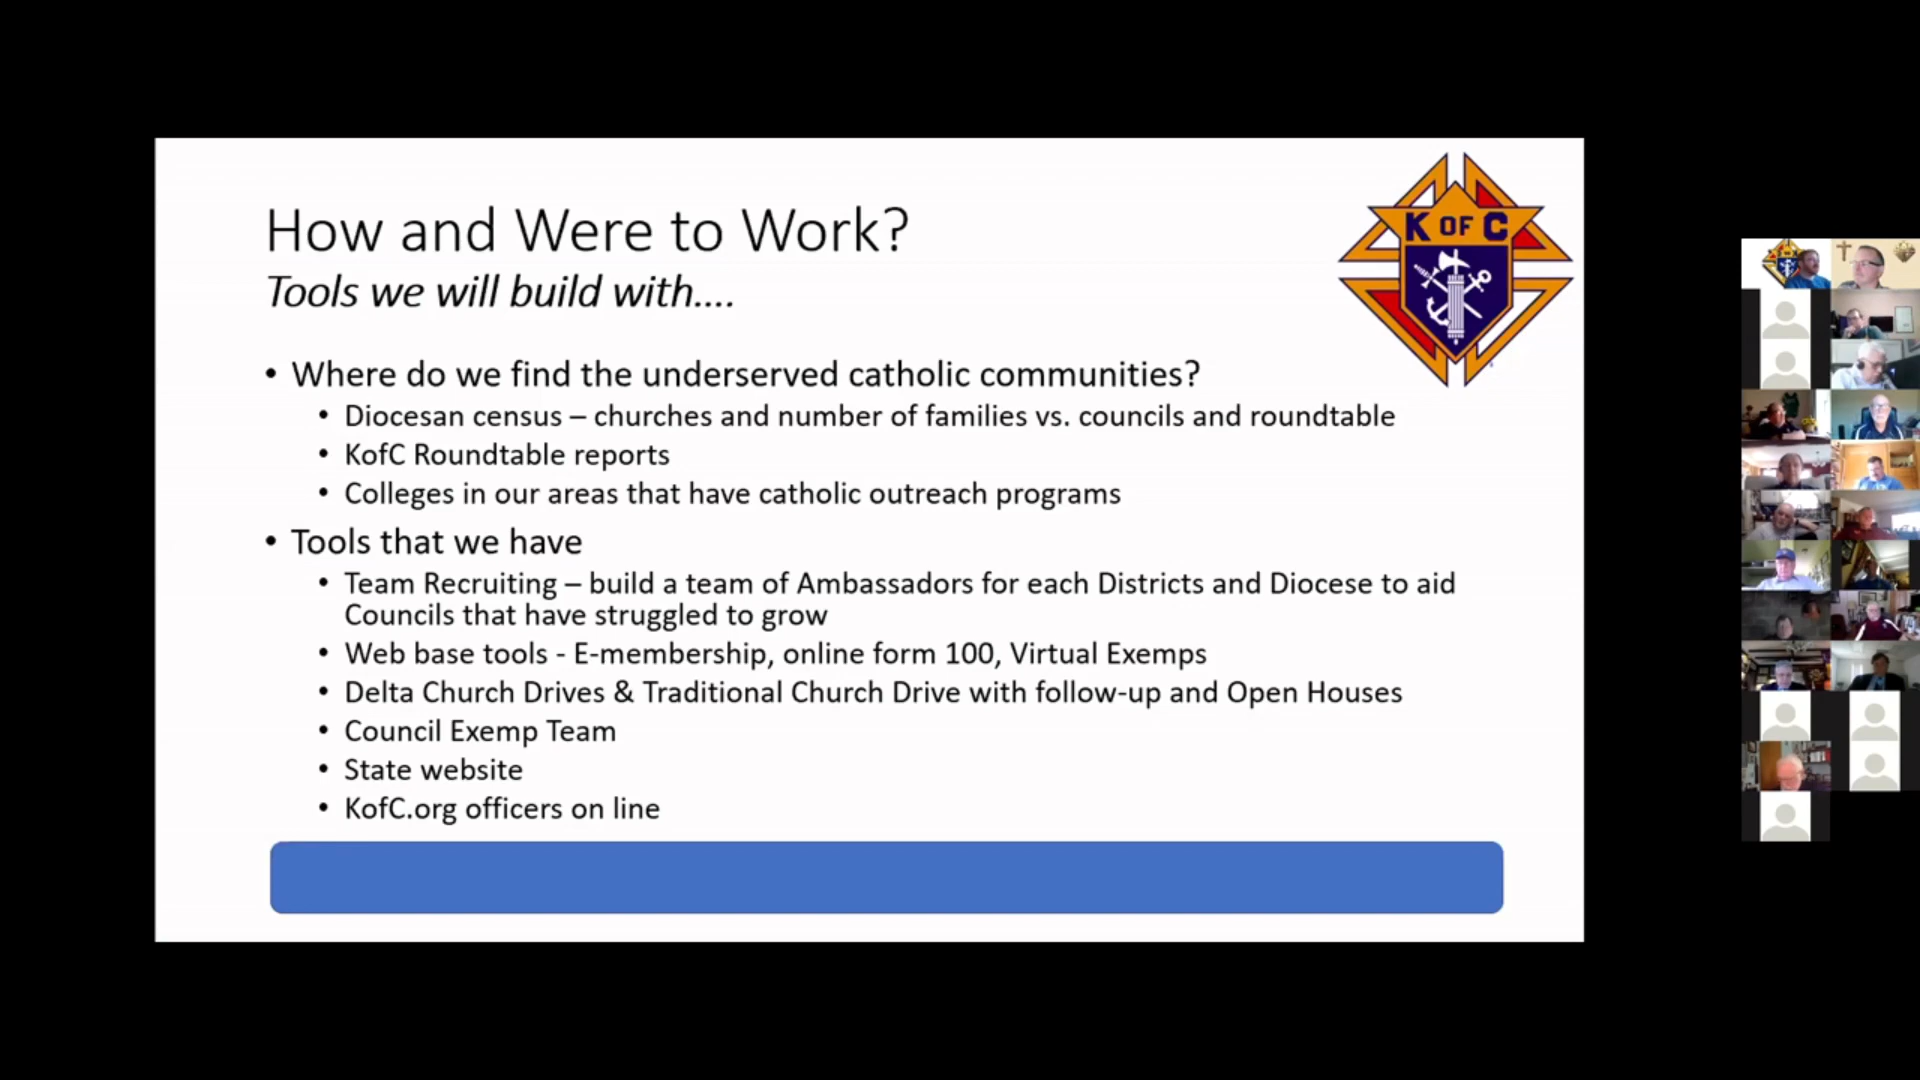 How and Were to Work?
Tools we will build with....
K OF C
• Where do we find the underserved catholic communities?
• Diocesan census – churches and number of families vs. councils and roundtable
• KofC Roundtable reports
• Colleges in our areas that have catholic outreach programs
• Tools that we have
• Team Recruiting – build a team of Ambassadors for each Districts and Diocese to aid
Councils that have struggled to grow
• Web base tools - E-membership, online form 100, Virtual Exemps
• Delta Church Drives & Traditional Church Drive with follow-up and Open Houses
• Council Exemp Team
• State website
• KofC.org officers on line